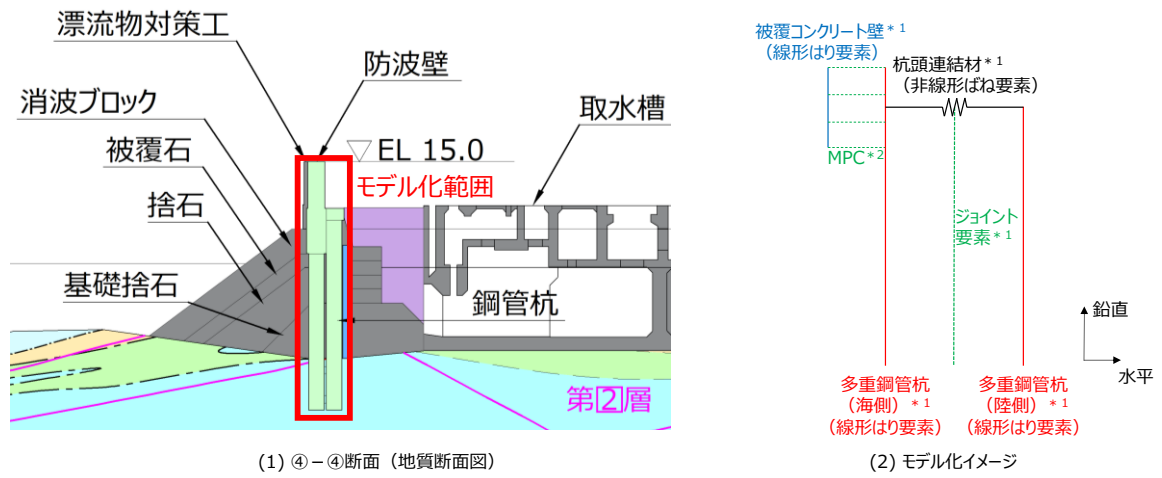 漂流物対策工
防波壁
消波ブロック
取水槽
被覆石
▽ EL 15.0
モデル化範囲
捨石
基礎捨石
鋼管杭
第2層
(1) ④－④断面（地質断面図）
被覆コンクリート壁＊1
（線形はり要素）
杭頭連結材＊1
（非線形ばね要素）
MPC＊2
ジョイント
要素＊1
鉛直
水平
多重鋼管杭
（海側）＊1
（線形はり要素）
多重鋼管杭
（陸側）＊1
（線形はり要素）
(2) モデル化イメージ